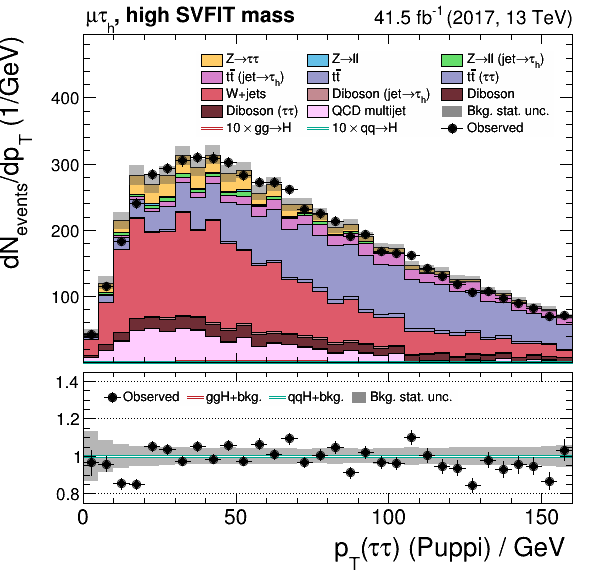 μτh, high SVFIT mass 41.5 fb⁻¹ (2017, 13 TeV)
Z→ττ Z→ll Z→ll (jet→τh)
tt̄ (jet→τh) tt̄ tt̄ (ττ)
W+jets Diboson (jet→τh) Diboson
Diboson (ττ) QCD multijet Bkg. stat. unc.
10 × gg→H 10 × qq→H Observed
dNevents/dpT (1/GeV)
400
300
200
100
Observed ggH+bkg. qqH+bkg. Bkg. stat. unc.
1.4
1.2
1
0.8
0 50 100 150
pT(ττ) (Puppi) / GeV